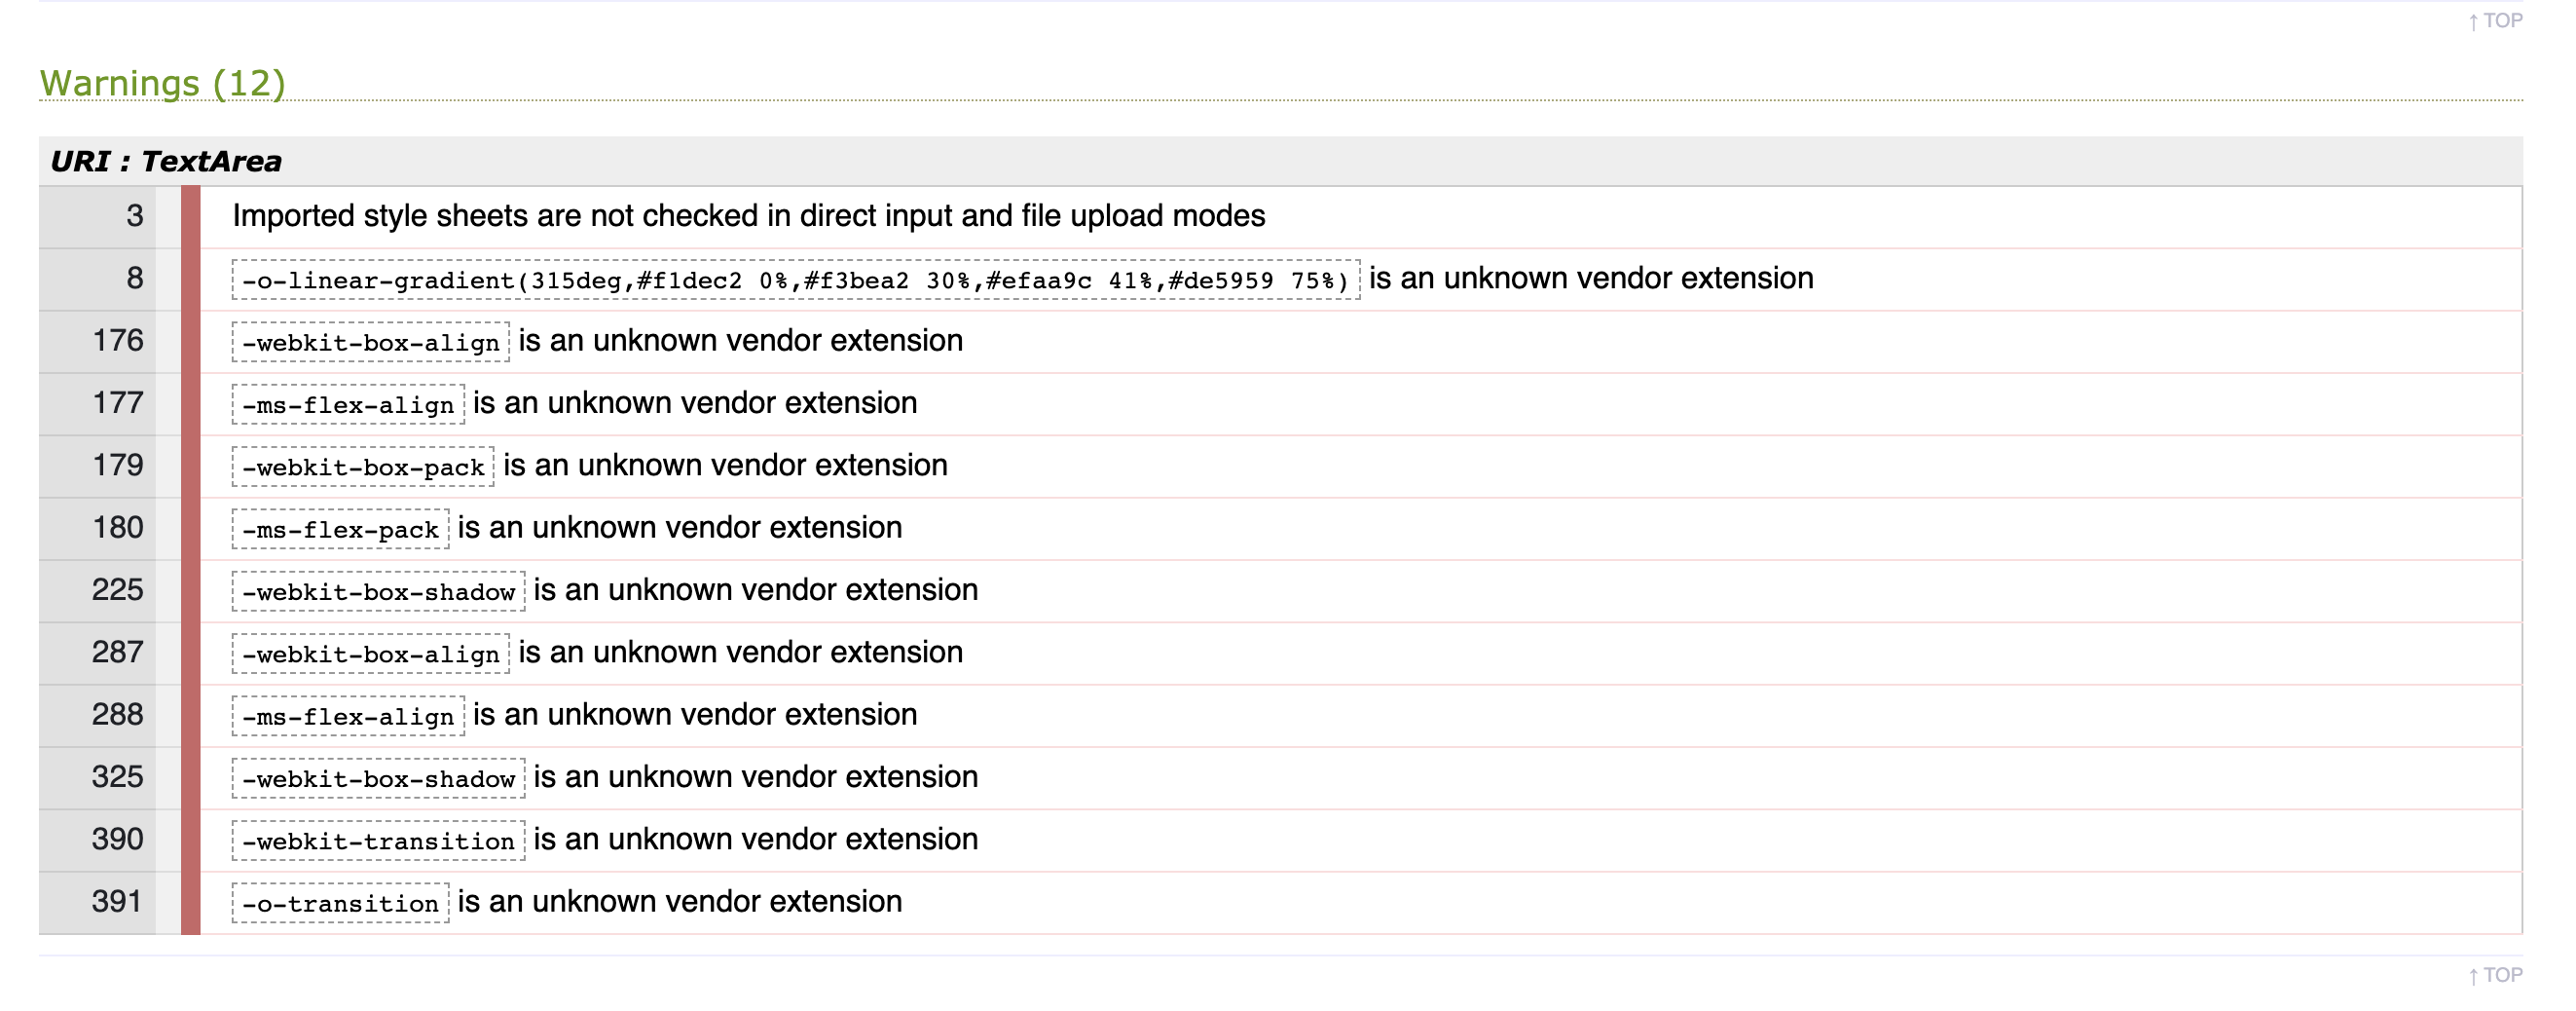 ↑ TOP
Warnings (12)
URI : TextArea
3 Imported style sheets are not checked in direct input and file upload modes
8 -o-linear-gradient(315deg,#f1dec2 0%,#f3bea2 30%,#efaa9c 41%,#de5959 75%) is an unknown vendor extension
176 -webkit-box-align is an unknown vendor extension
177 -ms-flex-align is an unknown vendor extension
179 -webkit-box-pack is an unknown vendor extension
180 -ms-flex-pack is an unknown vendor extension
225 -webkit-box-shadow is an unknown vendor extension
287 -webkit-box-align is an unknown vendor extension
288 -ms-flex-align is an unknown vendor extension
325 -webkit-box-shadow is an unknown vendor extension
390 -webkit-transition is an unknown vendor extension
391 -o-transition is an unknown vendor extension
↑ TOP